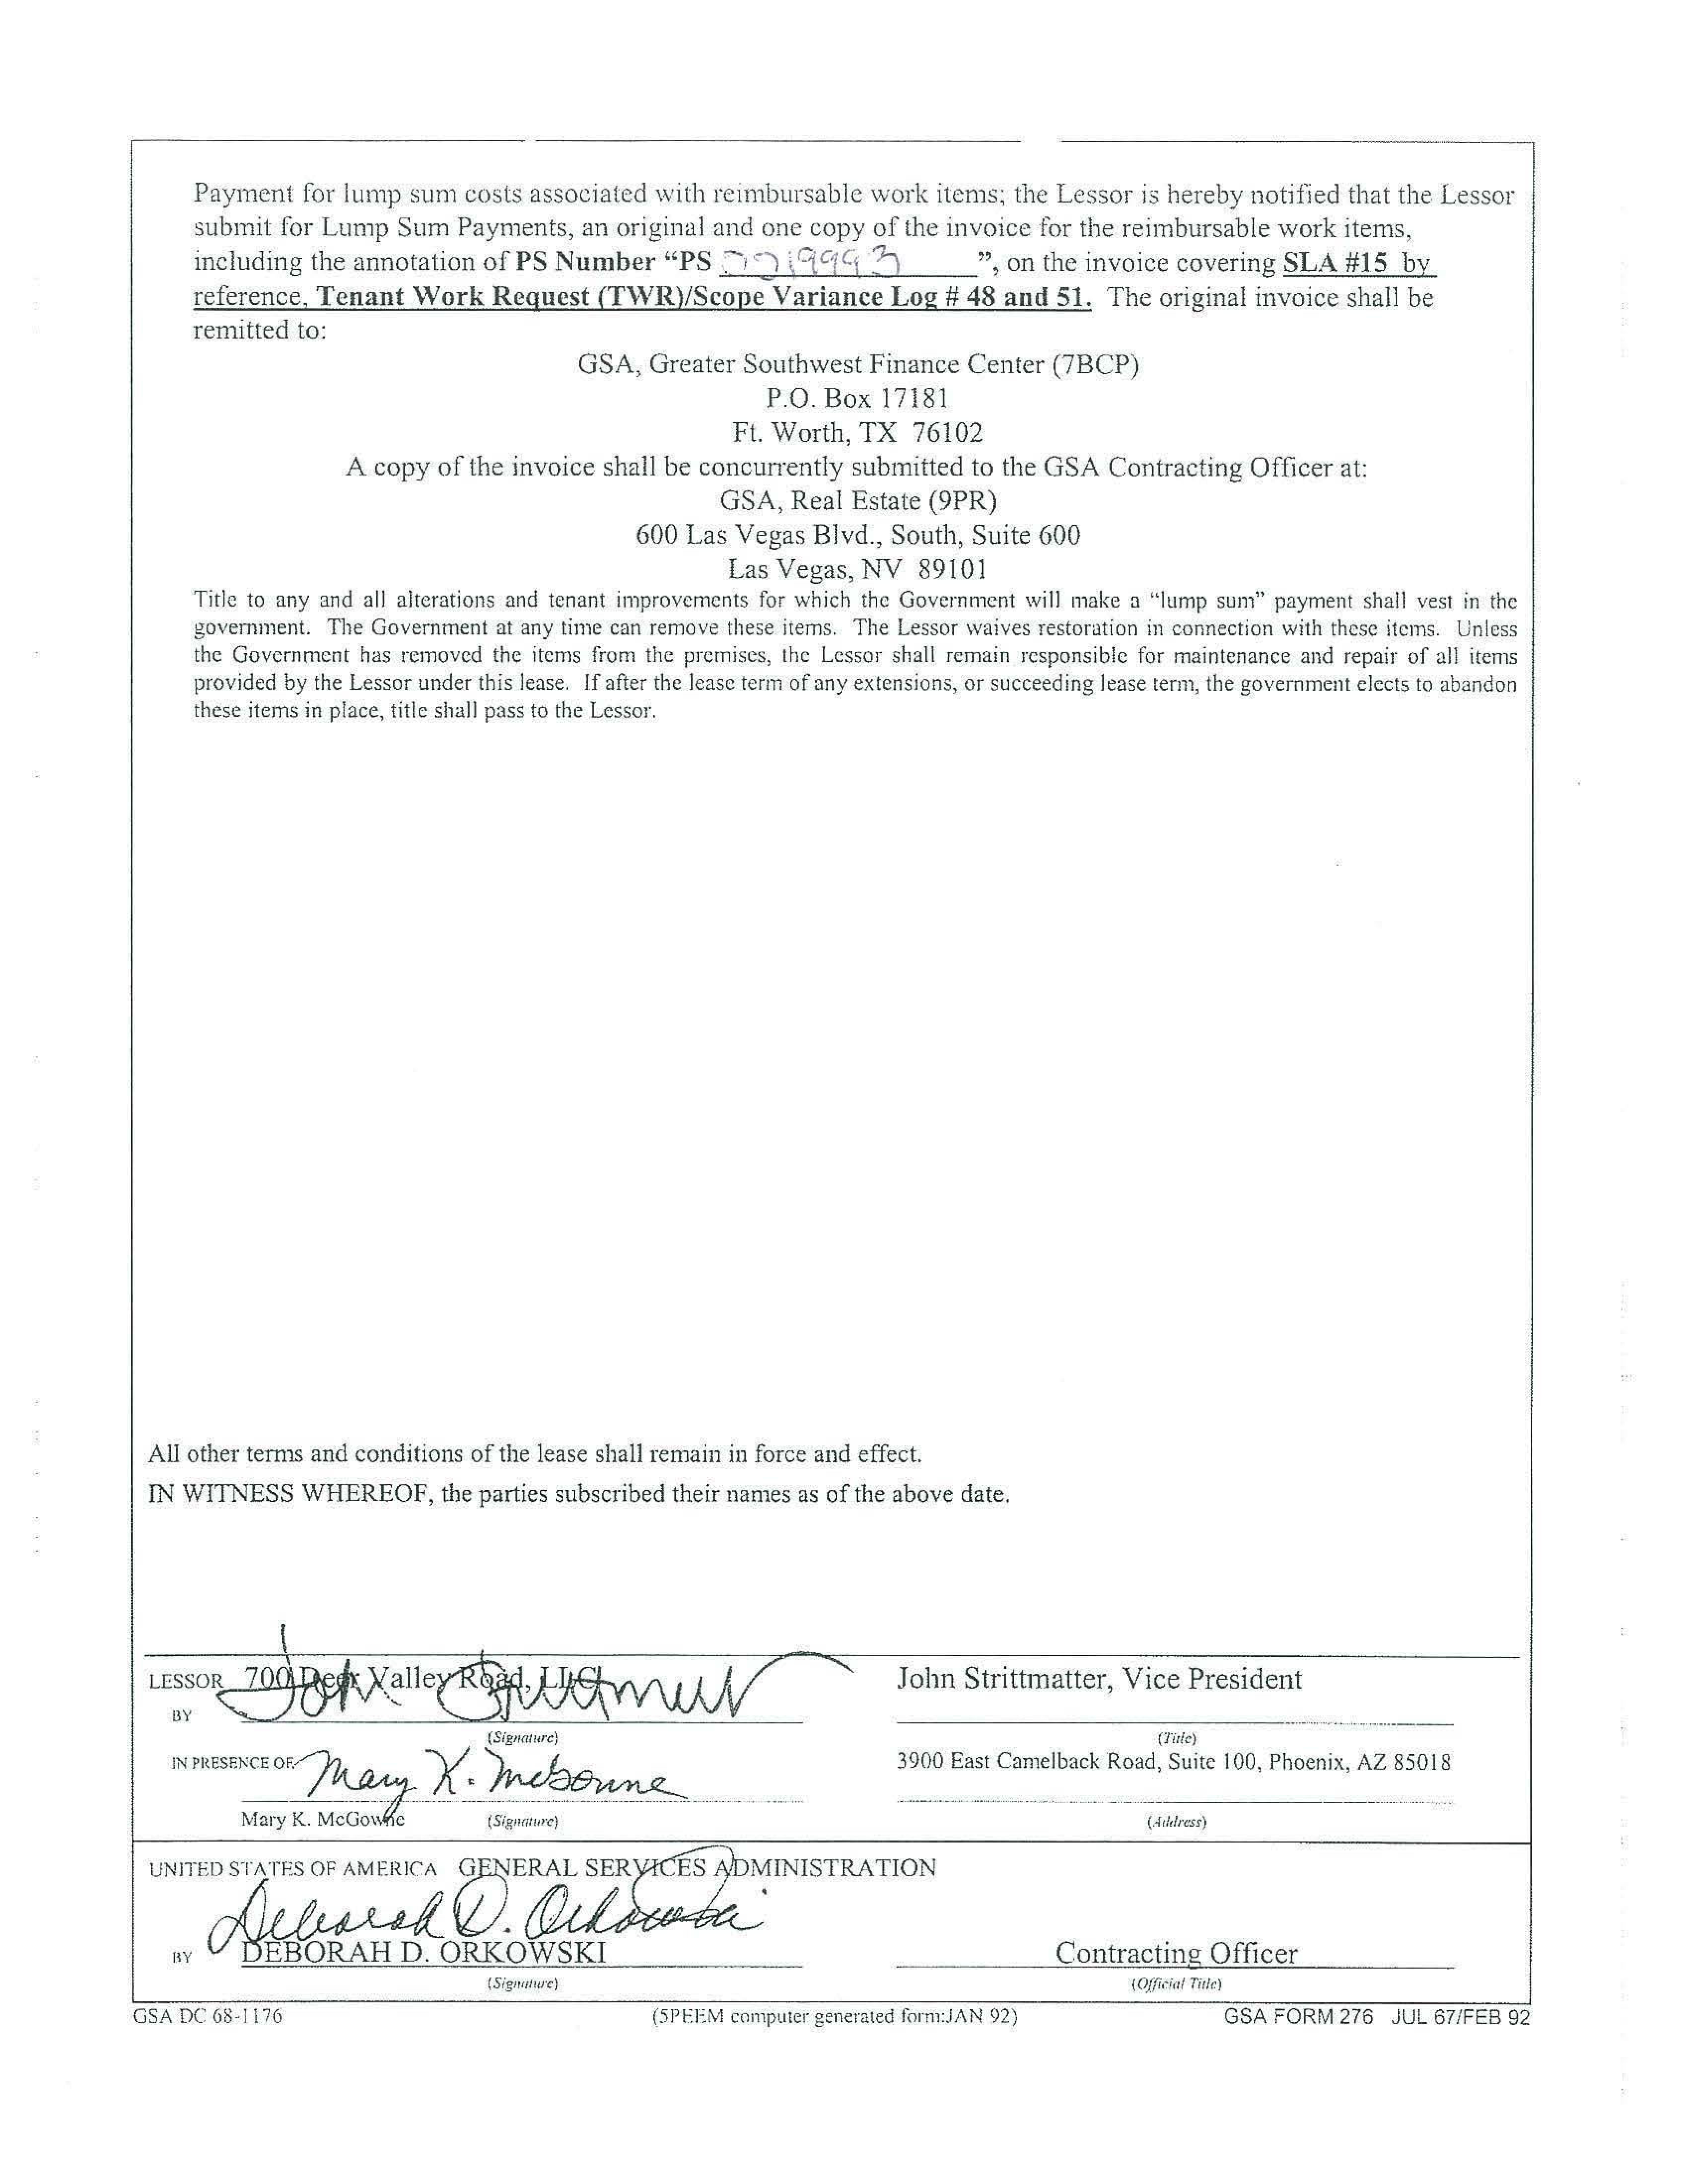 Payment for lump sum costs associated with reimbursable work items; the Lessor is hereby notified that the Lessor
submit for Lump Sum Payments, an original and one copy of the invoice for the reimbursable work items,
including the annotation of PS Number “PS 0019993 ”, on the invoice covering SLA #15 by
reference, Tenant Work Request (TWR)/Scope Variance Log # 48 and 51. The original invoice shall be
remitted to:
GSA, Greater Southwest Finance Center (7BCP)
P.O. Box 17181
Ft. Worth, TX 76102
A copy of the invoice shall be concurrently submitted to the GSA Contracting Officer at:
GSA, Real Estate (9PR)
600 Las Vegas Blvd., South, Suite 600
Las Vegas, NV 89101
Title to any and all alterations and tenant improvements for which the Government will make a “lump sum” payment shall vest in the
government. The Government at any time can remove these items. The Lessor waives restoration in connection with these items. Unless
the Government has removed the items from the premises, the Lessor shall remain responsible for maintenance and repair of all items
provided by the Lessor under this lease. If after the lease term of any extensions, or succeeding lease term, the government elects to abandon
these items in place, title shall pass to the Lessor.
All other terms and conditions of the lease shall remain in force and effect.
IN WITNESS WHEREOF, the parties subscribed their names as of the above date.
LESSOR 700 Deer Valley Road, LLC John Strittmatter, Vice President
BY
(Signature) (Title)
IN PRESENCE OF Mary K. McGowne 3900 East Camelback Road, Suite 100, Phoenix, AZ 85018
Mary K. McGowne (Signature) (Address)
UNITED STATES OF AMERICA GENERAL SERVICES ADMINISTRATION
Deborah D. Orkowski
BY DEBORAH D. ORKOWSKI Contracting Officer
(Signature) (Official Title)
GSA DC 68-1176 (5PEEM computer generated form:JAN 92) GSA FORM 276 JUL 67/FEB 92